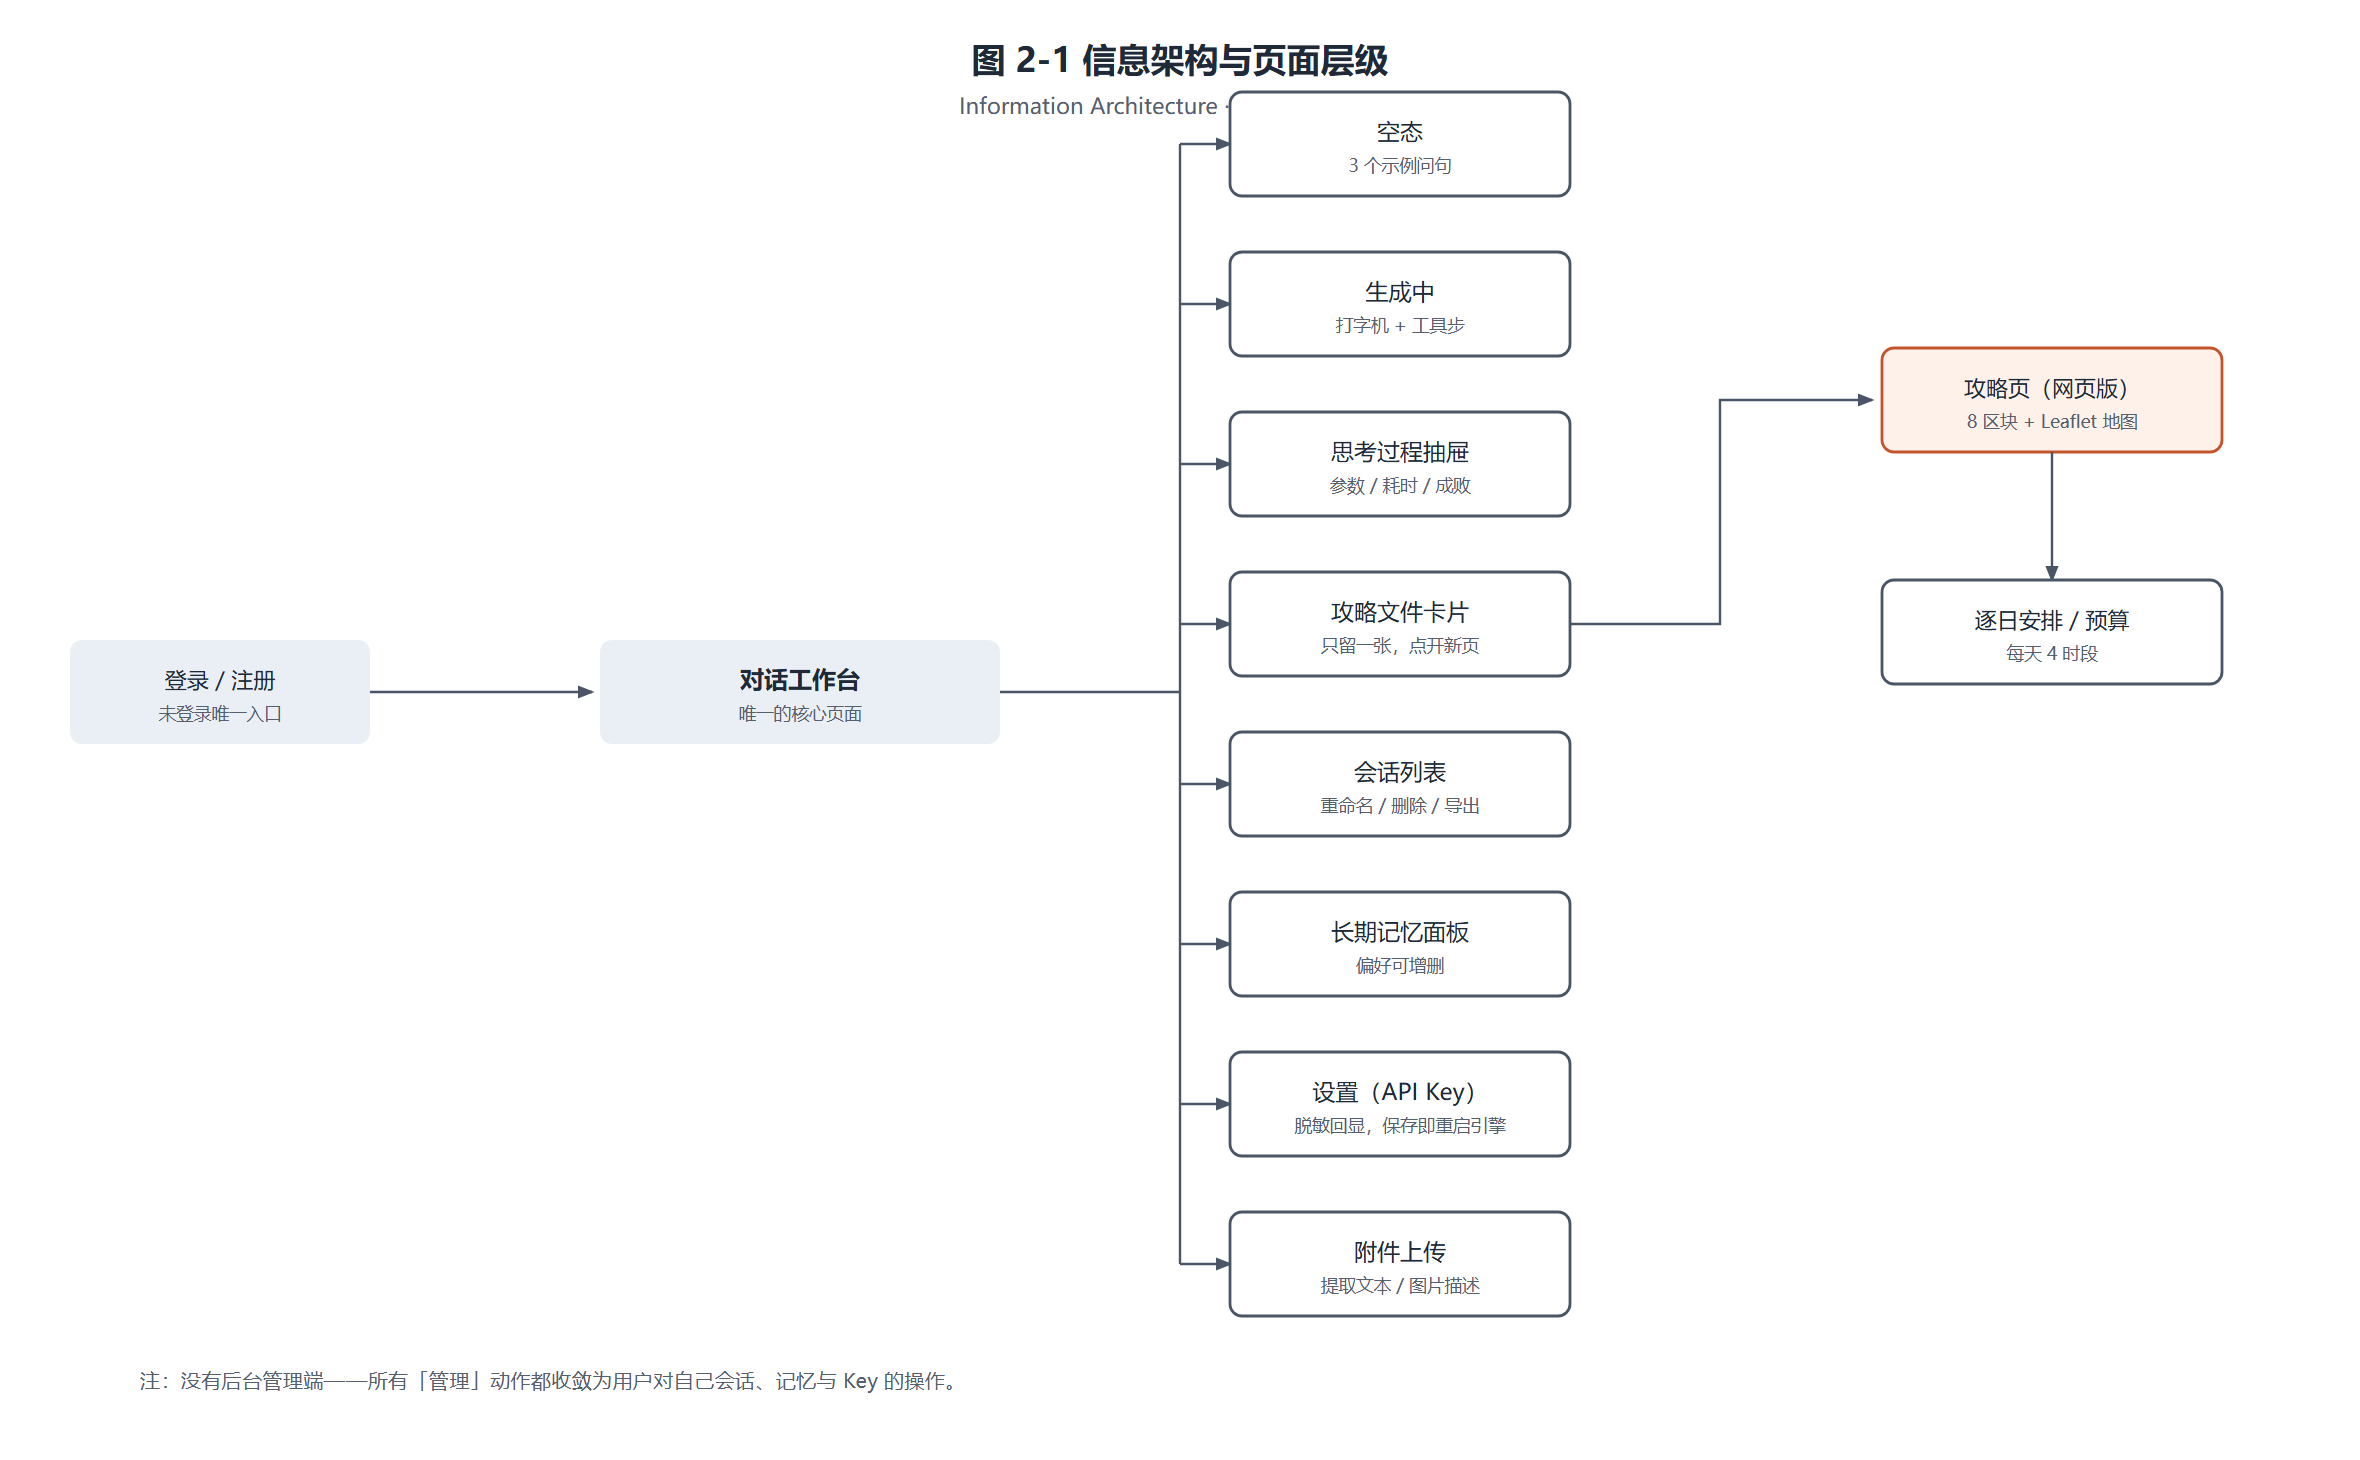 图 2-1 信息架构与页面层级
Information Architecture ·
空态
3 个示例问句
生成中
打字机 + 工具步
思考过程抽屉
参数 / 耗时 / 成败
攻略文件卡片
只留一张，点开新页
会话列表
重命名 / 删除 / 导出
长期记忆面板
偏好可增删
设置（API Key）
脱敏回显，保存即重启引擎
附件上传
提取文本 / 图片描述
登录 / 注册
未登录唯一入口
对话工作台
唯一的核心页面
攻略页（网页版）
8 区块 + Leaflet 地图
逐日安排 / 预算
每天 4 时段
注：没有后台管理端——所有「管理」动作都收敛为用户对自己会话、记忆与 Key 的操作。